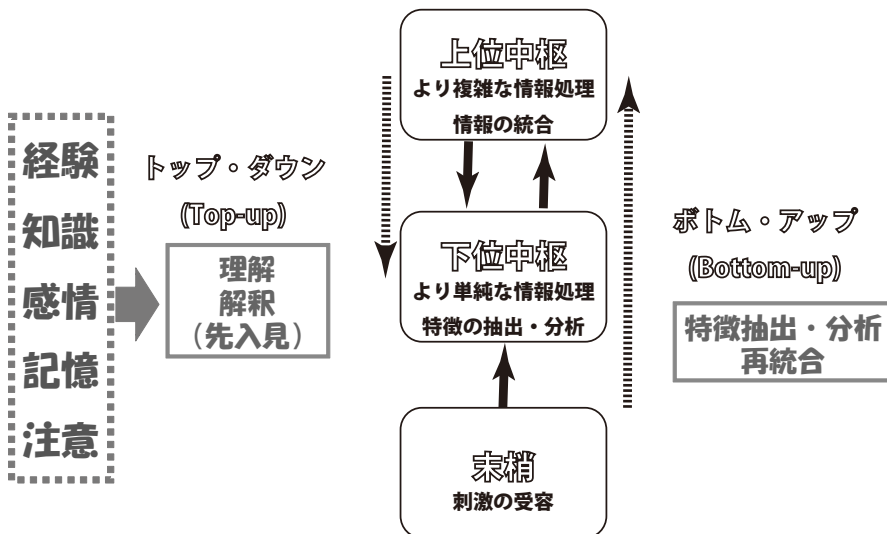 経験
知識
感情
記憶
注意
トップ・ダウン
(Top-up)
理解
解釈
(先入見)
上位中枢
より複雑な情報処理
情報の統合
下位中枢
より単純な情報処理
特徴の抽出・分析
末梢
刺激の受容
ボトム・アップ
(Bottom-up)
特徴抽出・分析
再統合